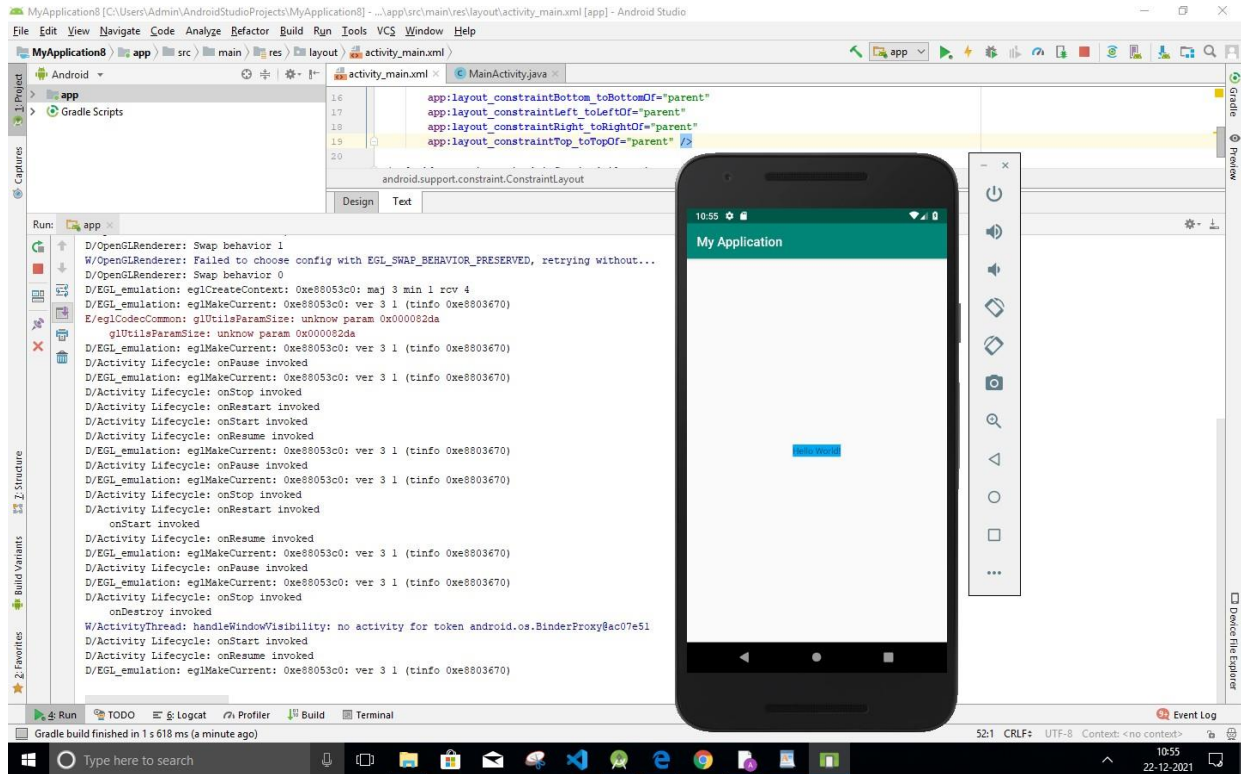 MyApplication8 [C:\Users\Admin\AndroidStudioProjects\MyApplication8] - ...\app\src\main\res\layout\activity_main.xml [app] - Android Studio
File Edit View Navigate Code Analyze Refactor Build Run Tools VCS Window Help
MyApplication8 app src main res layout activity_main.xml
app
Android
activity_main.xml
MainActivity.java
1: Project
app
Gradle Scripts
Captures
16 app:layout_constraintBottom_toBottomOf="parent"
17 app:layout_constraintLeft_toLeftOf="parent"
18 app:layout_constraintRight_toRightOf="parent"
19 app:layout_constraintTop_toTopOf="parent" />
20
android.support.constraint.ConstraintLayout
Design Text
Gradle
Preview
Run: app
D/OpenGLRenderer: Swap behavior 1
W/OpenGLRenderer: Failed to choose config with EGL_SWAP_BEHAVIOR_PRESERVED, retrying without...
D/OpenGLRenderer: Swap behavior 0
D/EGL_emulation: eglCreateContext: 0xe88053c0: maj 3 min 1 rcv 4
D/EGL_emulation: eglMakeCurrent: 0xe88053c0: ver 3 1 (tinfo 0xe8803670)
E/eglCodecCommon: glUtilsParamSize: unknow param 0x000082da
glUtilsParamSize: unknow param 0x000082da
D/EGL_emulation: eglMakeCurrent: 0xe88053c0: ver 3 1 (tinfo 0xe8803670)
D/Activity Lifecycle: onPause invoked
D/EGL_emulation: eglMakeCurrent: 0xe88053c0: ver 3 1 (tinfo 0xe8803670)
D/Activity Lifecycle: onStop invoked
D/Activity Lifecycle: onRestart invoked
D/Activity Lifecycle: onStart invoked
D/Activity Lifecycle: onResume invoked
D/EGL_emulation: eglMakeCurrent: 0xe88053c0: ver 3 1 (tinfo 0xe8803670)
D/Activity Lifecycle: onPause invoked
D/EGL_emulation: eglMakeCurrent: 0xe88053c0: ver 3 1 (tinfo 0xe8803670)
D/Activity Lifecycle: onStop invoked
D/Activity Lifecycle: onRestart invoked
onStart invoked
D/Activity Lifecycle: onResume invoked
D/EGL_emulation: eglMakeCurrent: 0xe88053c0: ver 3 1 (tinfo 0xe8803670)
D/Activity Lifecycle: onPause invoked
D/EGL_emulation: eglMakeCurrent: 0xe88053c0: ver 3 1 (tinfo 0xe8803670)
D/Activity Lifecycle: onStop invoked
onDestroy invoked
W/ActivityThread: handleWindowVisibility: no activity for token android.os.BinderProxy@ac07e51
D/Activity Lifecycle: onStart invoked
D/Activity Lifecycle: onResume invoked
D/EGL_emulation: eglMakeCurrent: 0xe88053c0: ver 3 1 (tinfo 0xe8803670)
10:55
My Application
Hello World!
Z: Structure
Build Variants
2: Favorites
Device File Explorer
4: Run TODO 6: Logcat Profiler Build Terminal
Event Log
Gradle build finished in 1 s 618 ms (a minute ago)
52:1 CRLF UTF-8 Context: <no context>
Type here to search
10:55
22-12-2021